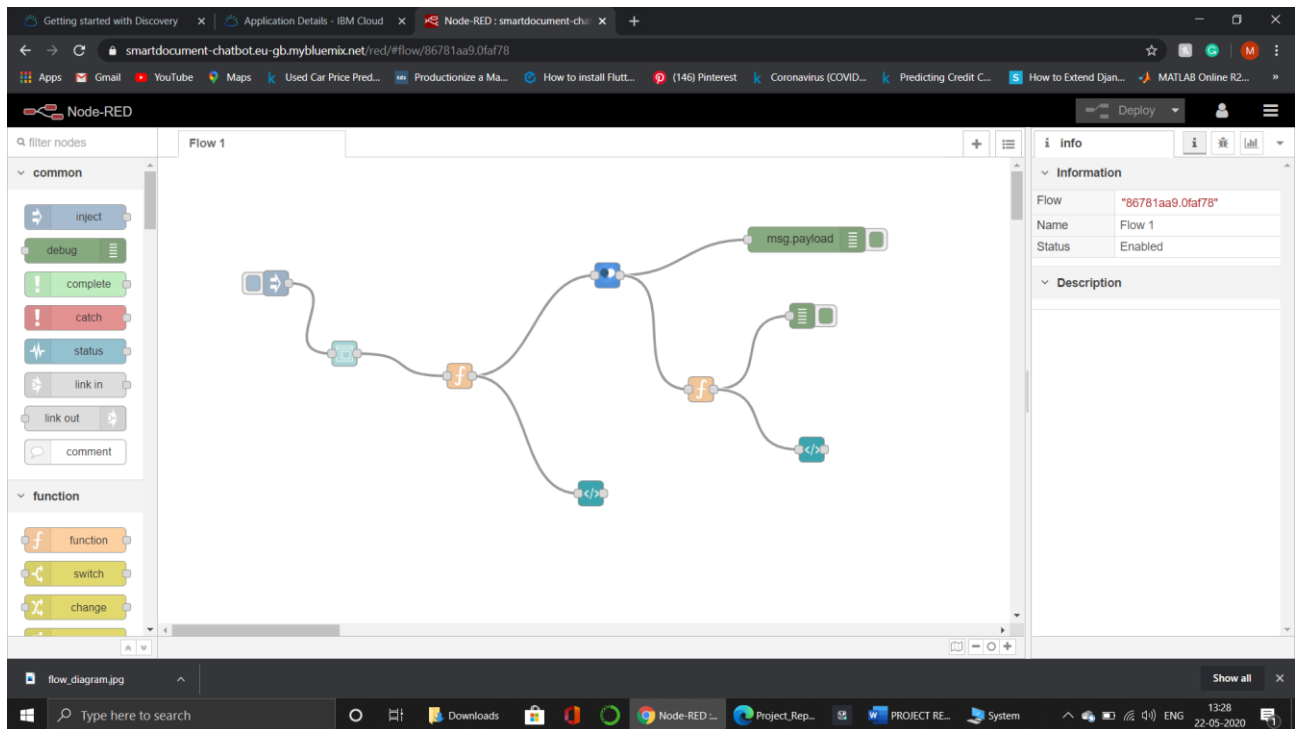 Getting started with Discovery
Application Details - IBM Cloud
Node-RED : smartdocument-cha
smartdocument-chatbot.eu-gb.mybluemix.net/red/#flow/86781aa9.0faf78
M
Apps
Gmail
YouTube
Maps
Used Car Price Pred...
Productionize a Ma...
How to install Flutt...
(146) Pinterest
Coronavirus (COVID...
Predicting Credit C...
How to Extend Djan...
MATLAB Online R2...
Node-RED
Deploy
filter nodes
Flow 1
info
common
inject
debug
complete
catch
status
link in
link out
comment
function
function
switch
change
msg.payload
Information
Flow "86781aa9.0faf78"
Name Flow 1
Status Enabled
Description
flow_diagram.jpg
Show all
Type here to search
Downloads
Node-RED :...
Project_Rep...
PROJECT RE...
System
ENG
13:28
22-05-2020